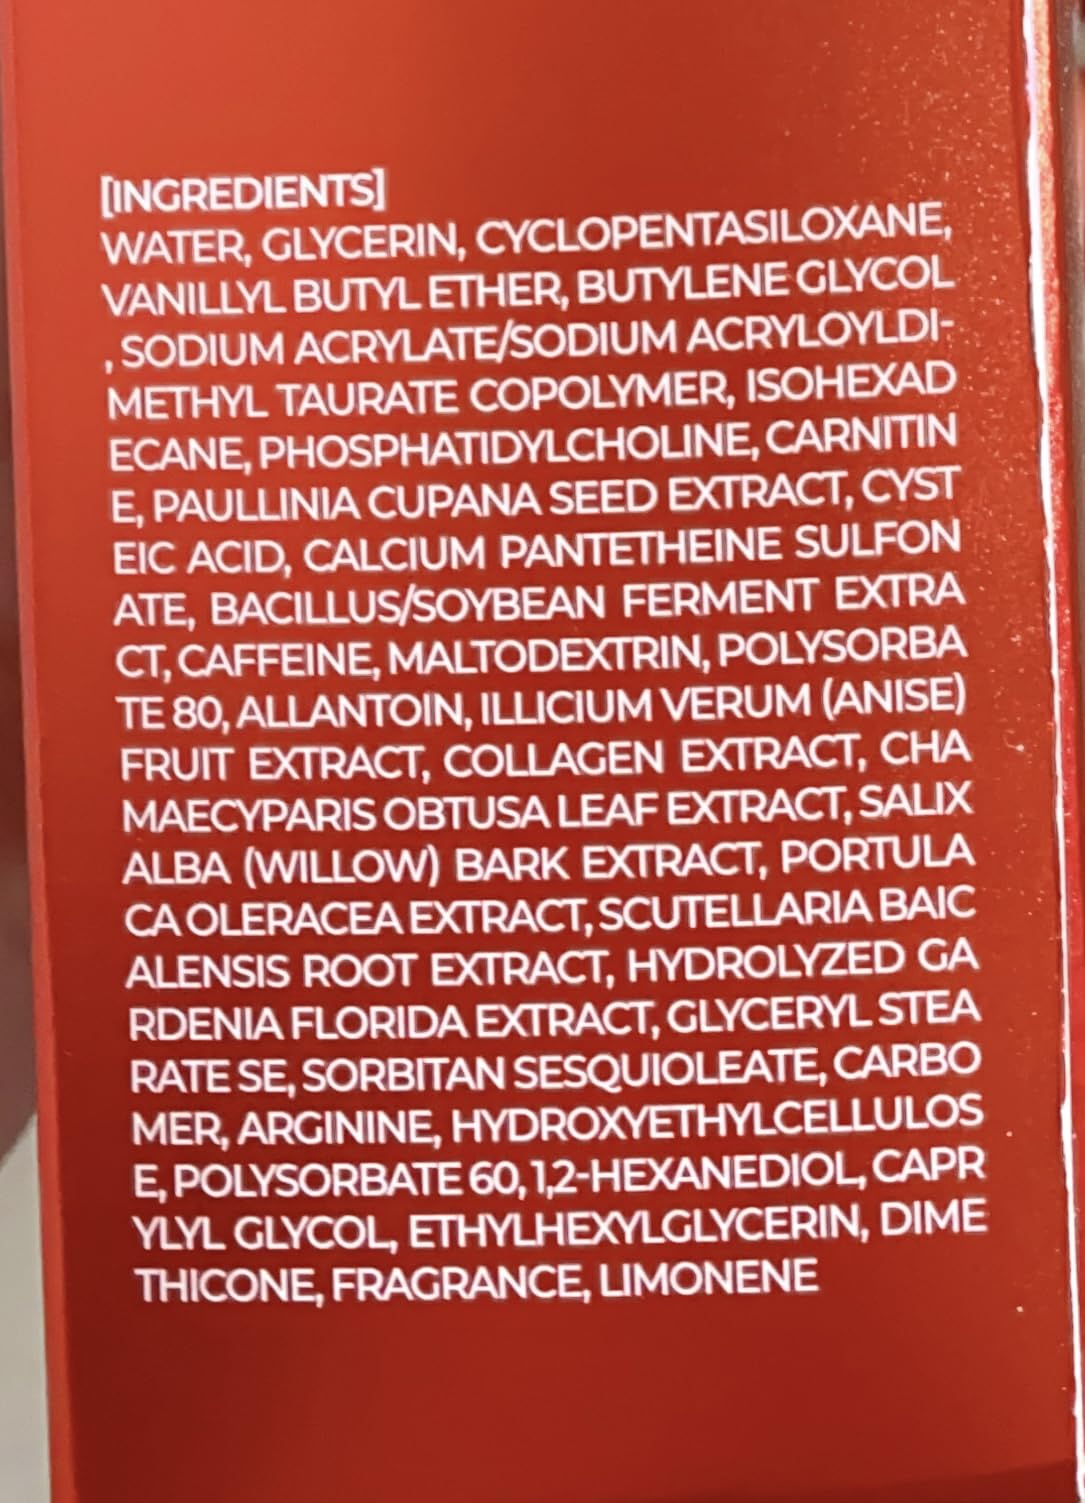 [INGREDIENTS]
WATER, GLYCERIN, CYCLOPENTASILOXANE,
VANILLYL BUTYL ETHER, BUTYLENE GLYCOL
, SODIUM ACRYLATE/SODIUM ACRYLOYLDI-
METHYL TAURATE COPOLYMER, ISOHEXAD
ECANE, PHOSPHATIDYLCHOLINE, CARNITIN
E, PAULLINIA CUPANA SEED EXTRACT, CYST
EIC ACID, CALCIUM PANTETHEINE SULFON
ATE, BACILLUS/SOYBEAN FERMENT EXTRA
CT, CAFFEINE, MALTODEXTRIN, POLYSORBA
TE 80, ALLANTOIN, ILLICIUM VERUM (ANISE)
FRUIT EXTRACT, COLLAGEN EXTRACT, CHA
MAECYPARIS OBTUSA LEAF EXTRACT, SALIX
ALBA (WILLOW) BARK EXTRACT, PORTULA
CA OLERACEA EXTRACT, SCUTELLARIA BAIC
ALENSIS ROOT EXTRACT, HYDROLYZED GA
RDENIA FLORIDA EXTRACT, GLYCERYL STEA
RATE SE, SORBITAN SESQUIOLEATE, CARBO
MER, ARGININE, HYDROXYETHYLCELLULOS
E, POLYSORBATE 60, 1,2-HEXANEDIOL, CAPR
YLYL GLYCOL, ETHYLHEXYLGLYCERIN, DIME
THICONE, FRAGRANCE, LIMONENE